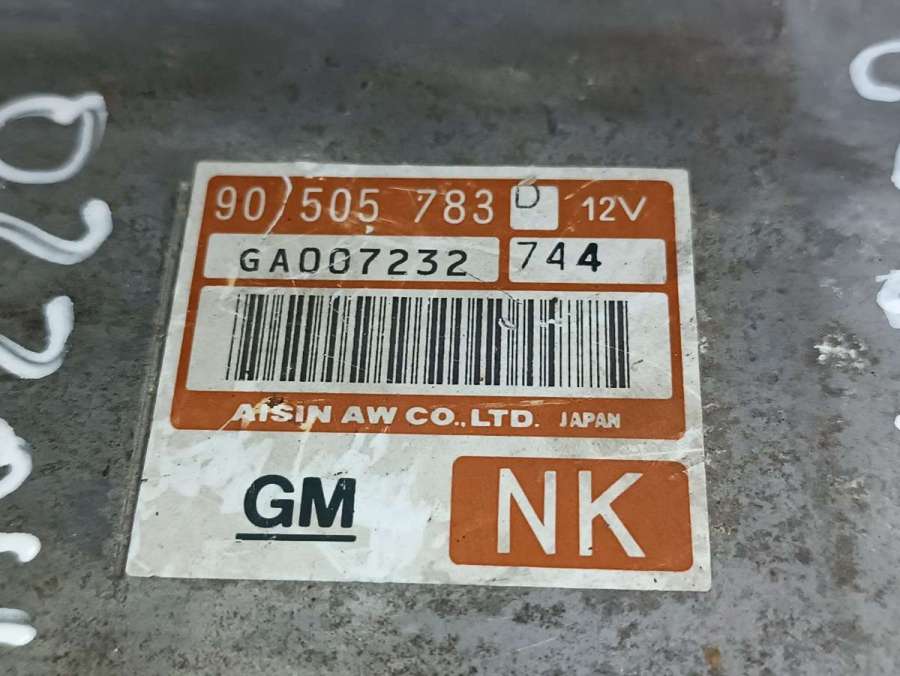 90 505 783 D 12V
GA007232 744
AISIN AW CO., LTD. JAPAN
GM NK